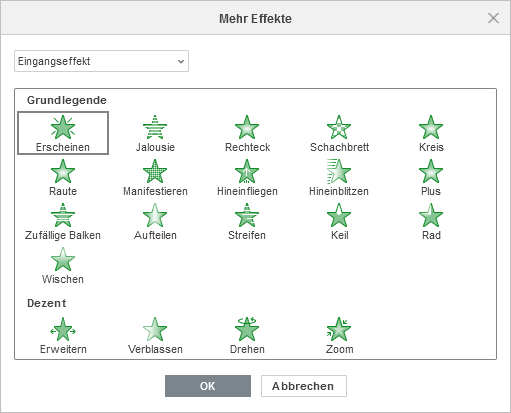 Mehr Effekte
Eingangseffekt
Grundlegende
Erscheinen Jalousie Rechteck Schachbrett Kreis
Raute Manifestieren Hineinfliegen Hineinblitzen Plus
Zufällige Balken Aufteilen Streifen Keil Rad
Wischen
Dezent
Erweitern Verblassen Drehen Zoom
OK Abbrechen